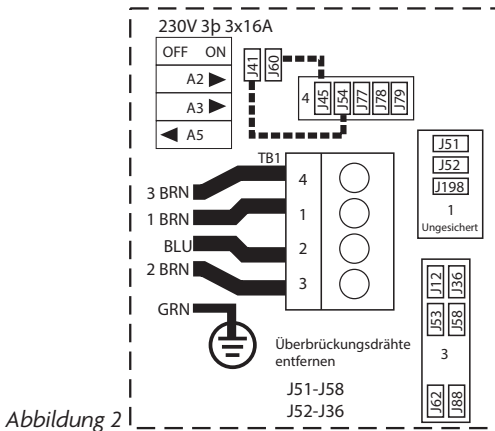 230V 3þ 3x16A
OFF ON
A2
A3
A5
J41
J60
4
J45
J54
J77
J78
J79
J51
J52
J198
1
Ungesichert
TB1
4
1
2
3
3 BRN
1 BRN
BLU
2 BRN
GRN
Überbrückungsdrähte
entfernen
J51-J58
J52-J36
J12
J36
J53
J58
3
J62
J88
Abbildung 2